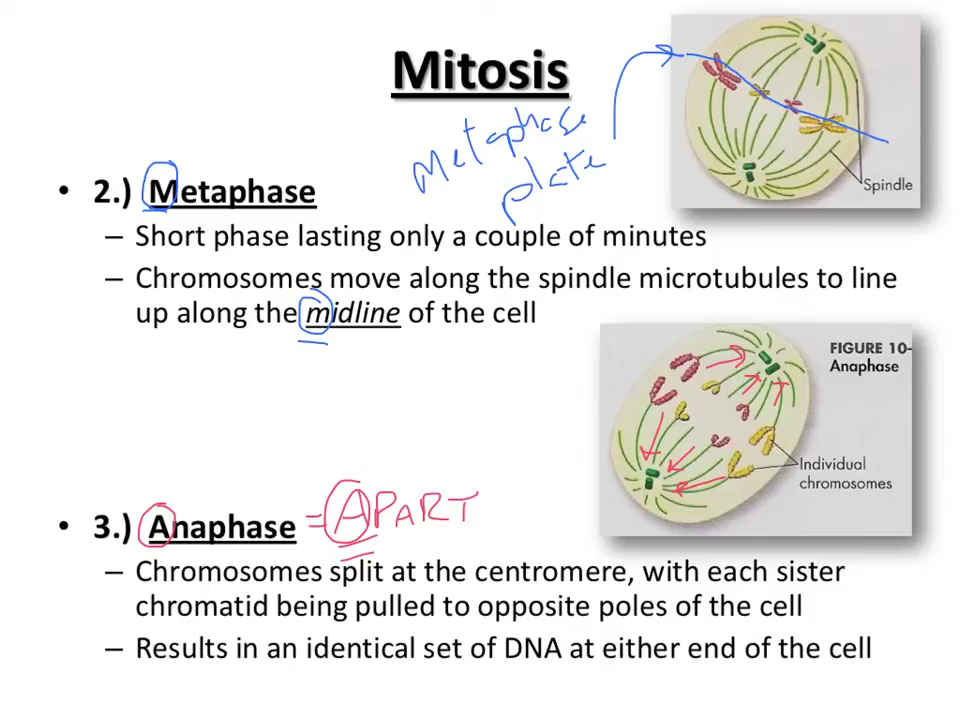 Mitosis
Metaphase
plate
Spindle
• 2.) Metaphase
– Short phase lasting only a couple of minutes
– Chromosomes move along the spindle microtubules to line
up along the midline of the cell
FIGURE 10-
Anaphase
Individual
chromosomes
• 3.) Anaphase = APART
– Chromosomes split at the centromere, with each sister
chromatid being pulled to opposite poles of the cell
– Results in an identical set of DNA at either end of the cell